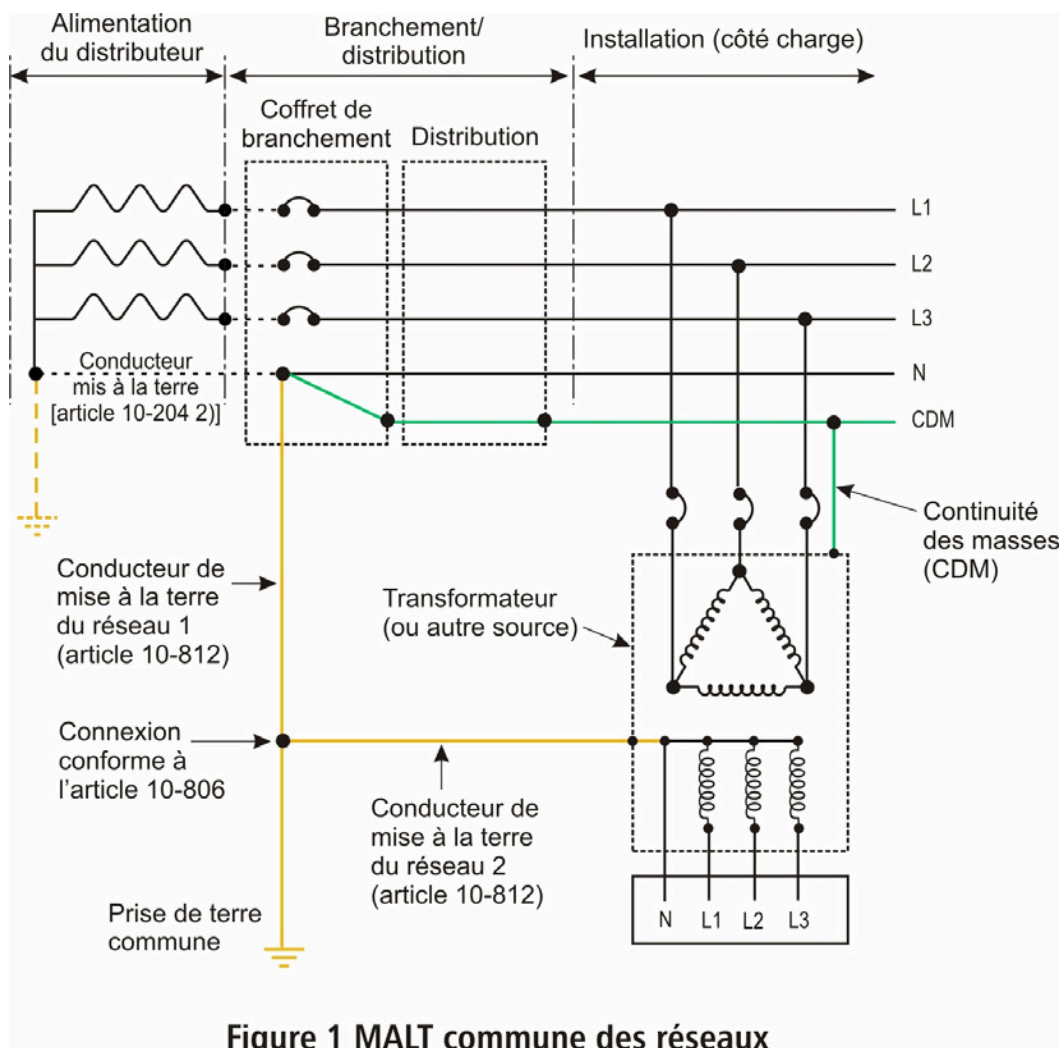 Alimentation
du distributeur
Branchement/
distribution
Installation (côté charge)
Coffret de
branchement
Distribution
L1
L2
L3
Conducteur
mis à la terre
[article 10-204 2)]
N
CDM
Continuité
des masses
(CDM)
Conducteur de
mise à la terre
du réseau 1
(article 10-812)
Transformateur
(ou autre source)
Connexion
conforme à
l'article 10-806
Conducteur de
mise à la terre
du réseau 2
(article 10-812)
Prise de terre
commune
N L1 L2 L3
Figure 1 MALT commune des réseaux